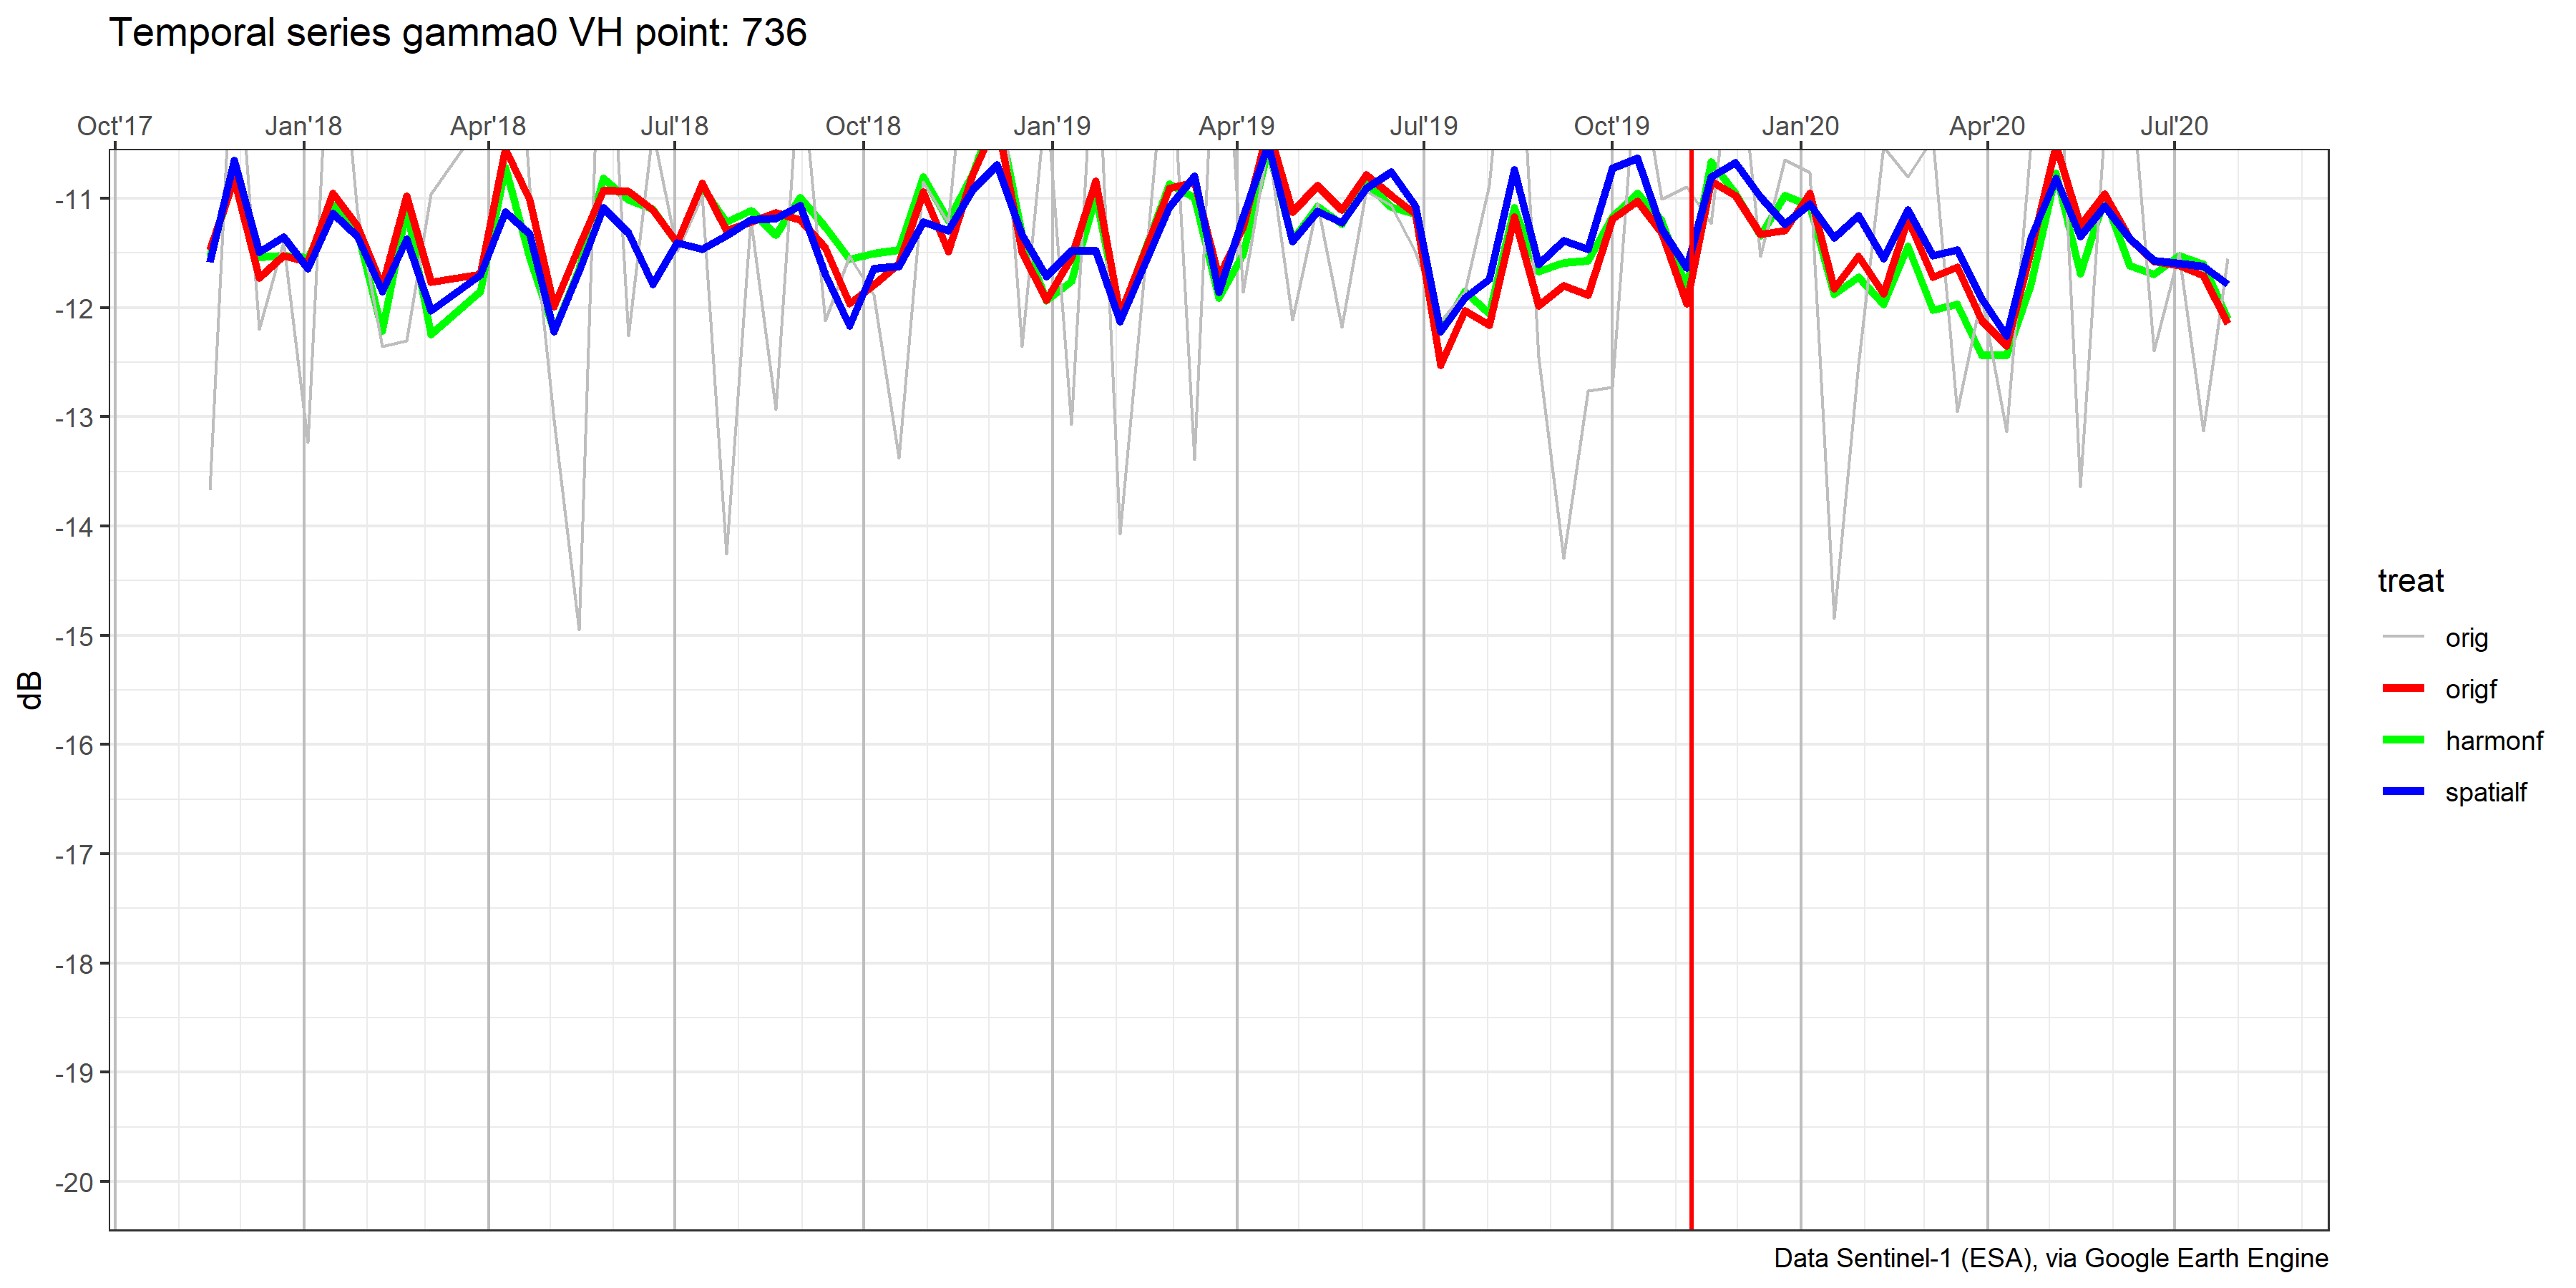 Temporal series gamma0 VH point: 736
Oct'17 Jan'18 Apr'18 Jul'18 Oct'18 Jan'19 Apr'19 Jul'19 Oct'19 Jan'20 Apr'20 Jul'20
-11
-12
-13
-14
-15
-16
-17
-18
-19
-20
dB
treat
orig
origf
harmonf
spatialf
Data Sentinel-1 (ESA), via Google Earth Engine